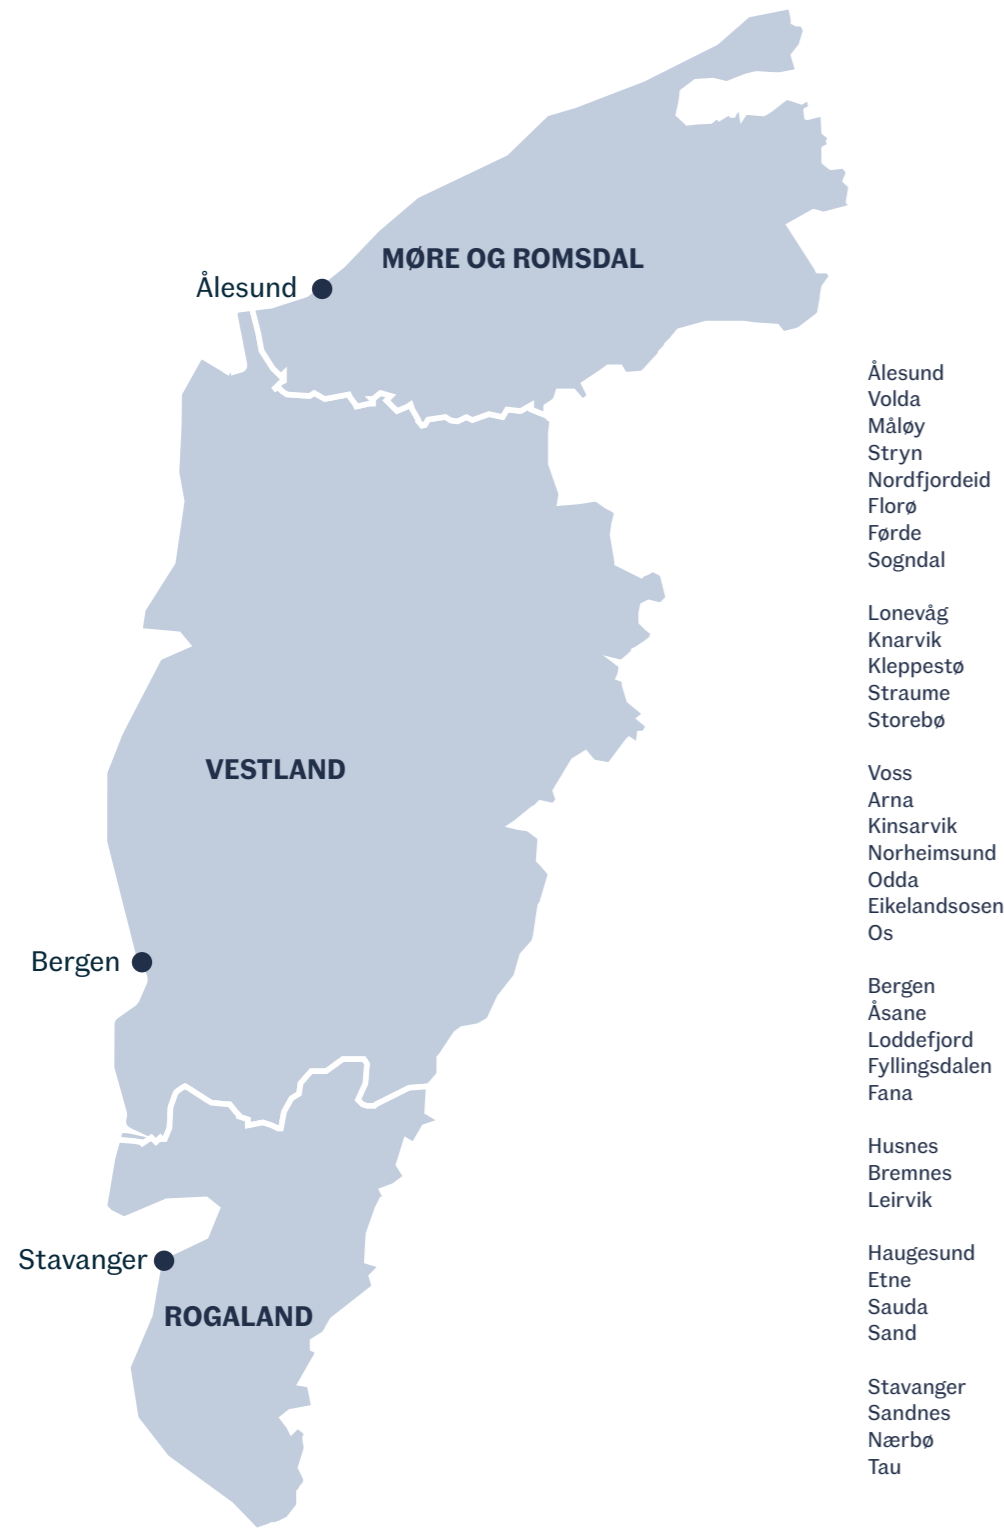 MØRE OG ROMSDAL
Ålesund
VESTLAND
Bergen
Stavanger
ROGALAND
Ålesund
Volda
Måløy
Stryn
Nordfjordeid
Florø
Førde
Sogndal
Lonevåg
Knarvik
Kleppestø
Straume
Storebø
Voss
Arna
Kinsarvik
Norheimsund
Odda
Eikelandsosen
Os
Bergen
Åsane
Loddefjord
Fyllingsdalen
Fana
Husnes
Bremnes
Leirvik
Haugesund
Etne
Sauda
Sand
Stavanger
Sandnes
Nærbø
Tau